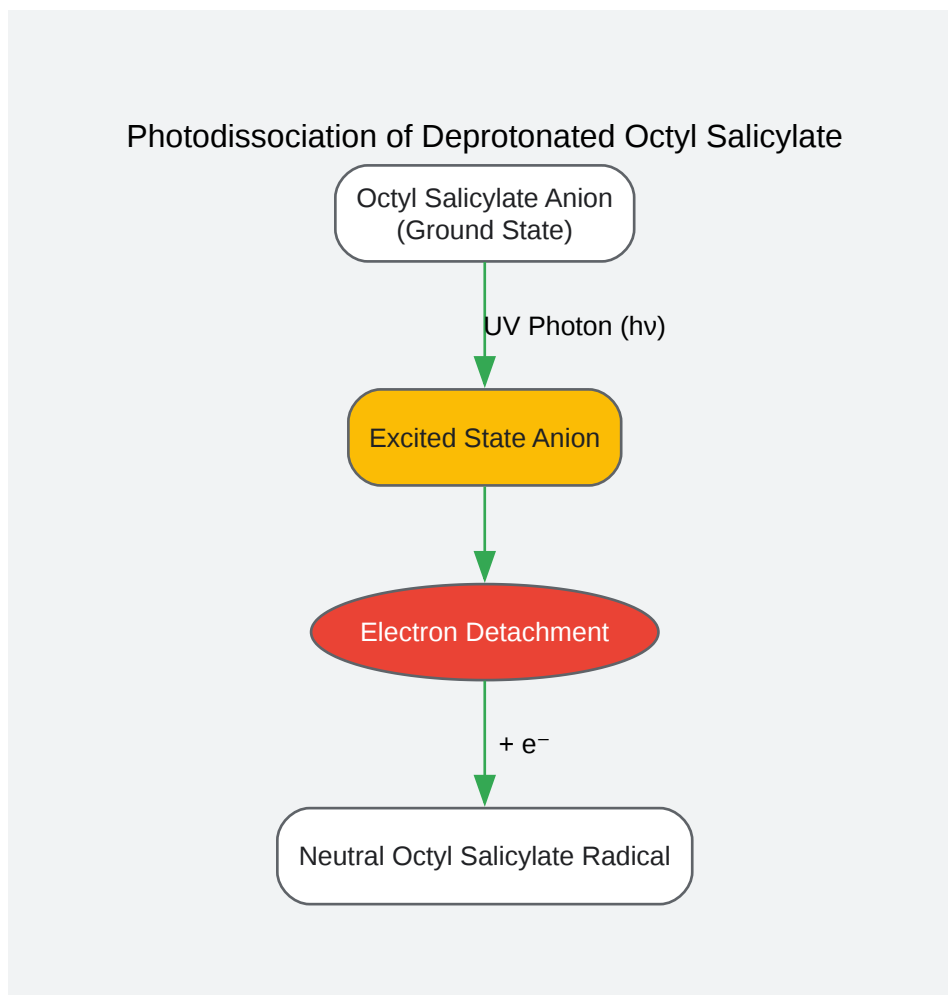 Photodissociation of Deprotonated Octyl Salicylate
Octyl Salicylate Anion
(Ground State)
UV Photon (hν)
Excited State Anion
Electron Detachment
+ e⁻
Neutral Octyl Salicylate Radical